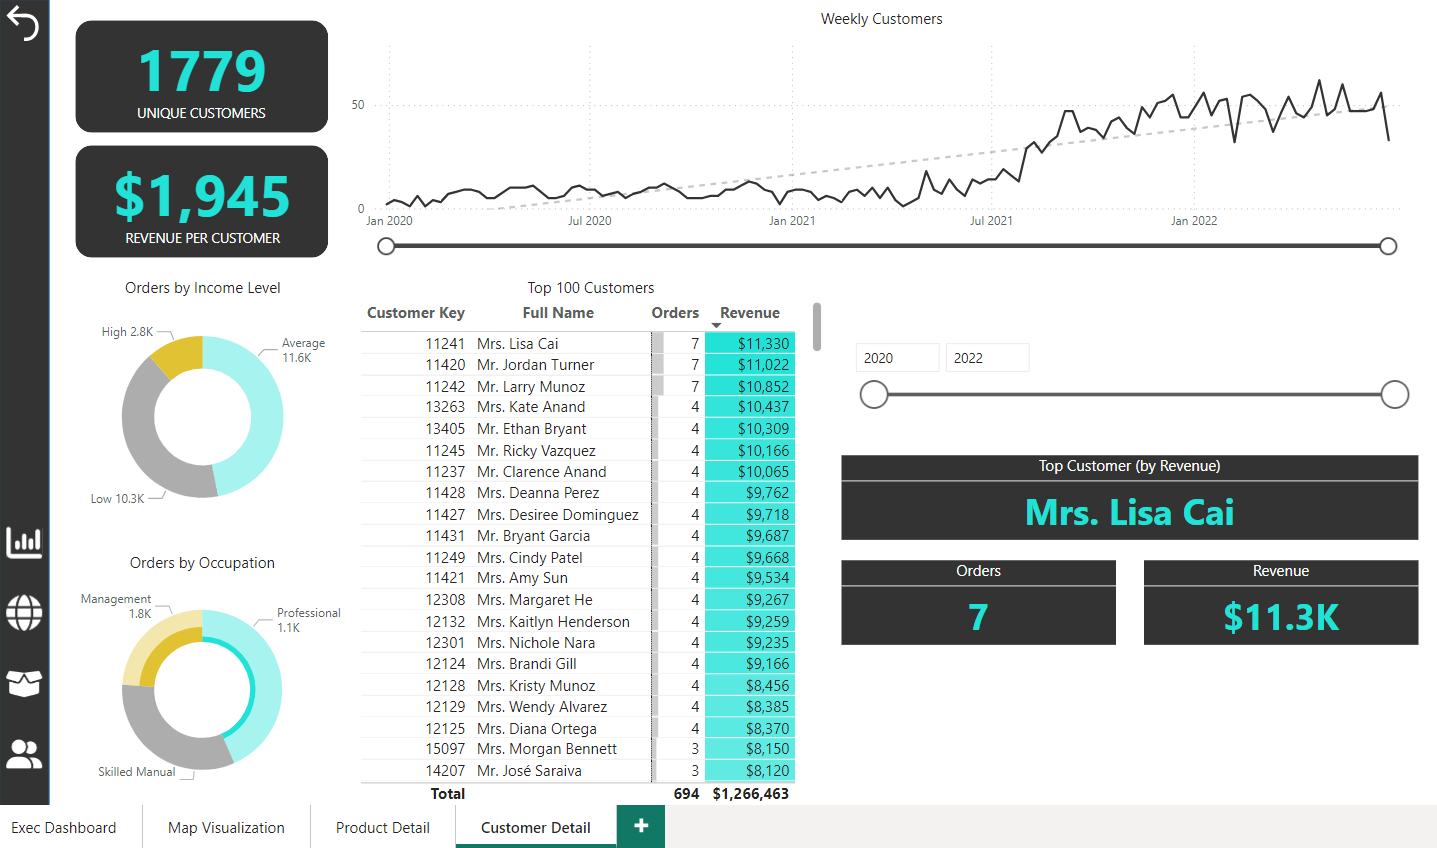 1779
UNIQUE CUSTOMERS
$1,945
REVENUE PER CUSTOMER
Weekly Customers
50
0
Jan 2020
Jul 2020
Jan 2021
Jul 2021
Jan 2022
Orders by Income Level
High 2.8K
Average
11.6K
Low 10.3K
Orders by Occupation
Management
1.8K
Professional
1.1K
Skilled Manual
Top 100 Customers
Customer Key Full Name Orders Revenue
11241 Mrs. Lisa Cai 7 $11,330
11420 Mr. Jordan Turner 7 $11,022
11242 Mr. Larry Munoz 7 $10,852
13263 Mrs. Kate Anand 4 $10,437
13405 Mr. Ethan Bryant 4 $10,309
11245 Mr. Ricky Vazquez 4 $10,166
11237 Mr. Clarence Anand 4 $10,065
11428 Mrs. Deanna Perez 4 $9,762
11427 Mrs. Desiree Dominguez 4 $9,718
11431 Mr. Bryant Garcia 4 $9,687
11249 Mrs. Cindy Patel 4 $9,668
11421 Mrs. Amy Sun 4 $9,534
12308 Mrs. Margaret He 4 $9,267
12132 Mrs. Kaitlyn Henderson 4 $9,259
12301 Mrs. Nichole Nara 4 $9,235
12124 Mrs. Brandi Gill 4 $9,166
12128 Mrs. Kristy Munoz 4 $8,456
12129 Mrs. Wendy Alvarez 4 $8,385
12125 Mrs. Diana Ortega 4 $8,370
15097 Mrs. Morgan Bennett 3 $8,150
14207 Mr. José Saraiva 3 $8,120
Total 694 $1,266,463
2020 2022
Top Customer (by Revenue)
Mrs. Lisa Cai
Orders
7
Revenue
$11.3K
Exec Dashboard
Map Visualization
Product Detail
Customer Detail
+